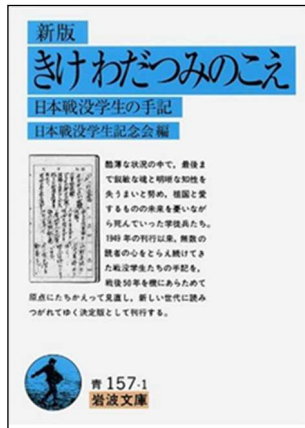 新版
きけ わだつみのこえ
日本戦没学生の手記
日本戦没学生記念会編
酷薄な状況の中で，最後ま
で鋭敏な魂と明晰な知性を
失うまいと努め，祖国と愛
するものの未来を憂いなが
ら死んでいった学徒兵たち．
1949年の刊行以来，無数の
読者の心をとらえ続けてき
た戦没学生たちの手記を，
戦後50年を機にあらためて
原点にたちかえって見直し，新しい世代に読み
つがれてゆく決定版として刊行する．
青 157-1
岩波文庫